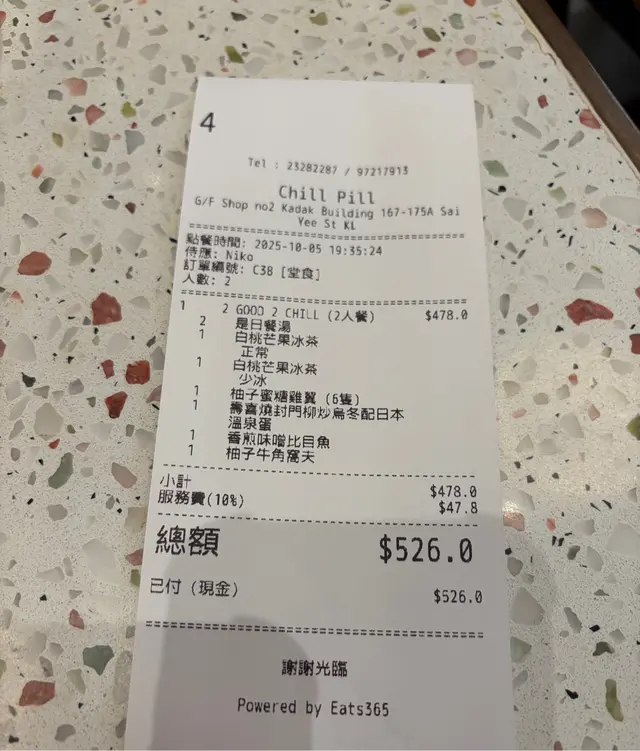 4
Tel : 23282287 / 97217913
Chill Pill
G/F Shop no2 Kadak Building 167-175A Sai
Yee St KL
點餐時間: 2025-10-05 19:35:24
侍應: Niko
訂單編號: C38 [堂食]
人數: 2
1 2 GOOD 2 CHILL (2人餐) $478.0
2 是日餐湯
1 白桃芒果冰茶
正常
1 白桃芒果冰茶
少冰
1 柚子蜜糖雞翼 (6隻)
1 壽喜燒封門柳炒烏冬配日本
溫泉蛋
1 香煎味噌比目魚
1 柚子牛角窩夫
小計 $478.0
服務費(10%) $47.8
總額 $526.0
已付 (現金) $526.0
謝謝光臨
Powered by Eats365